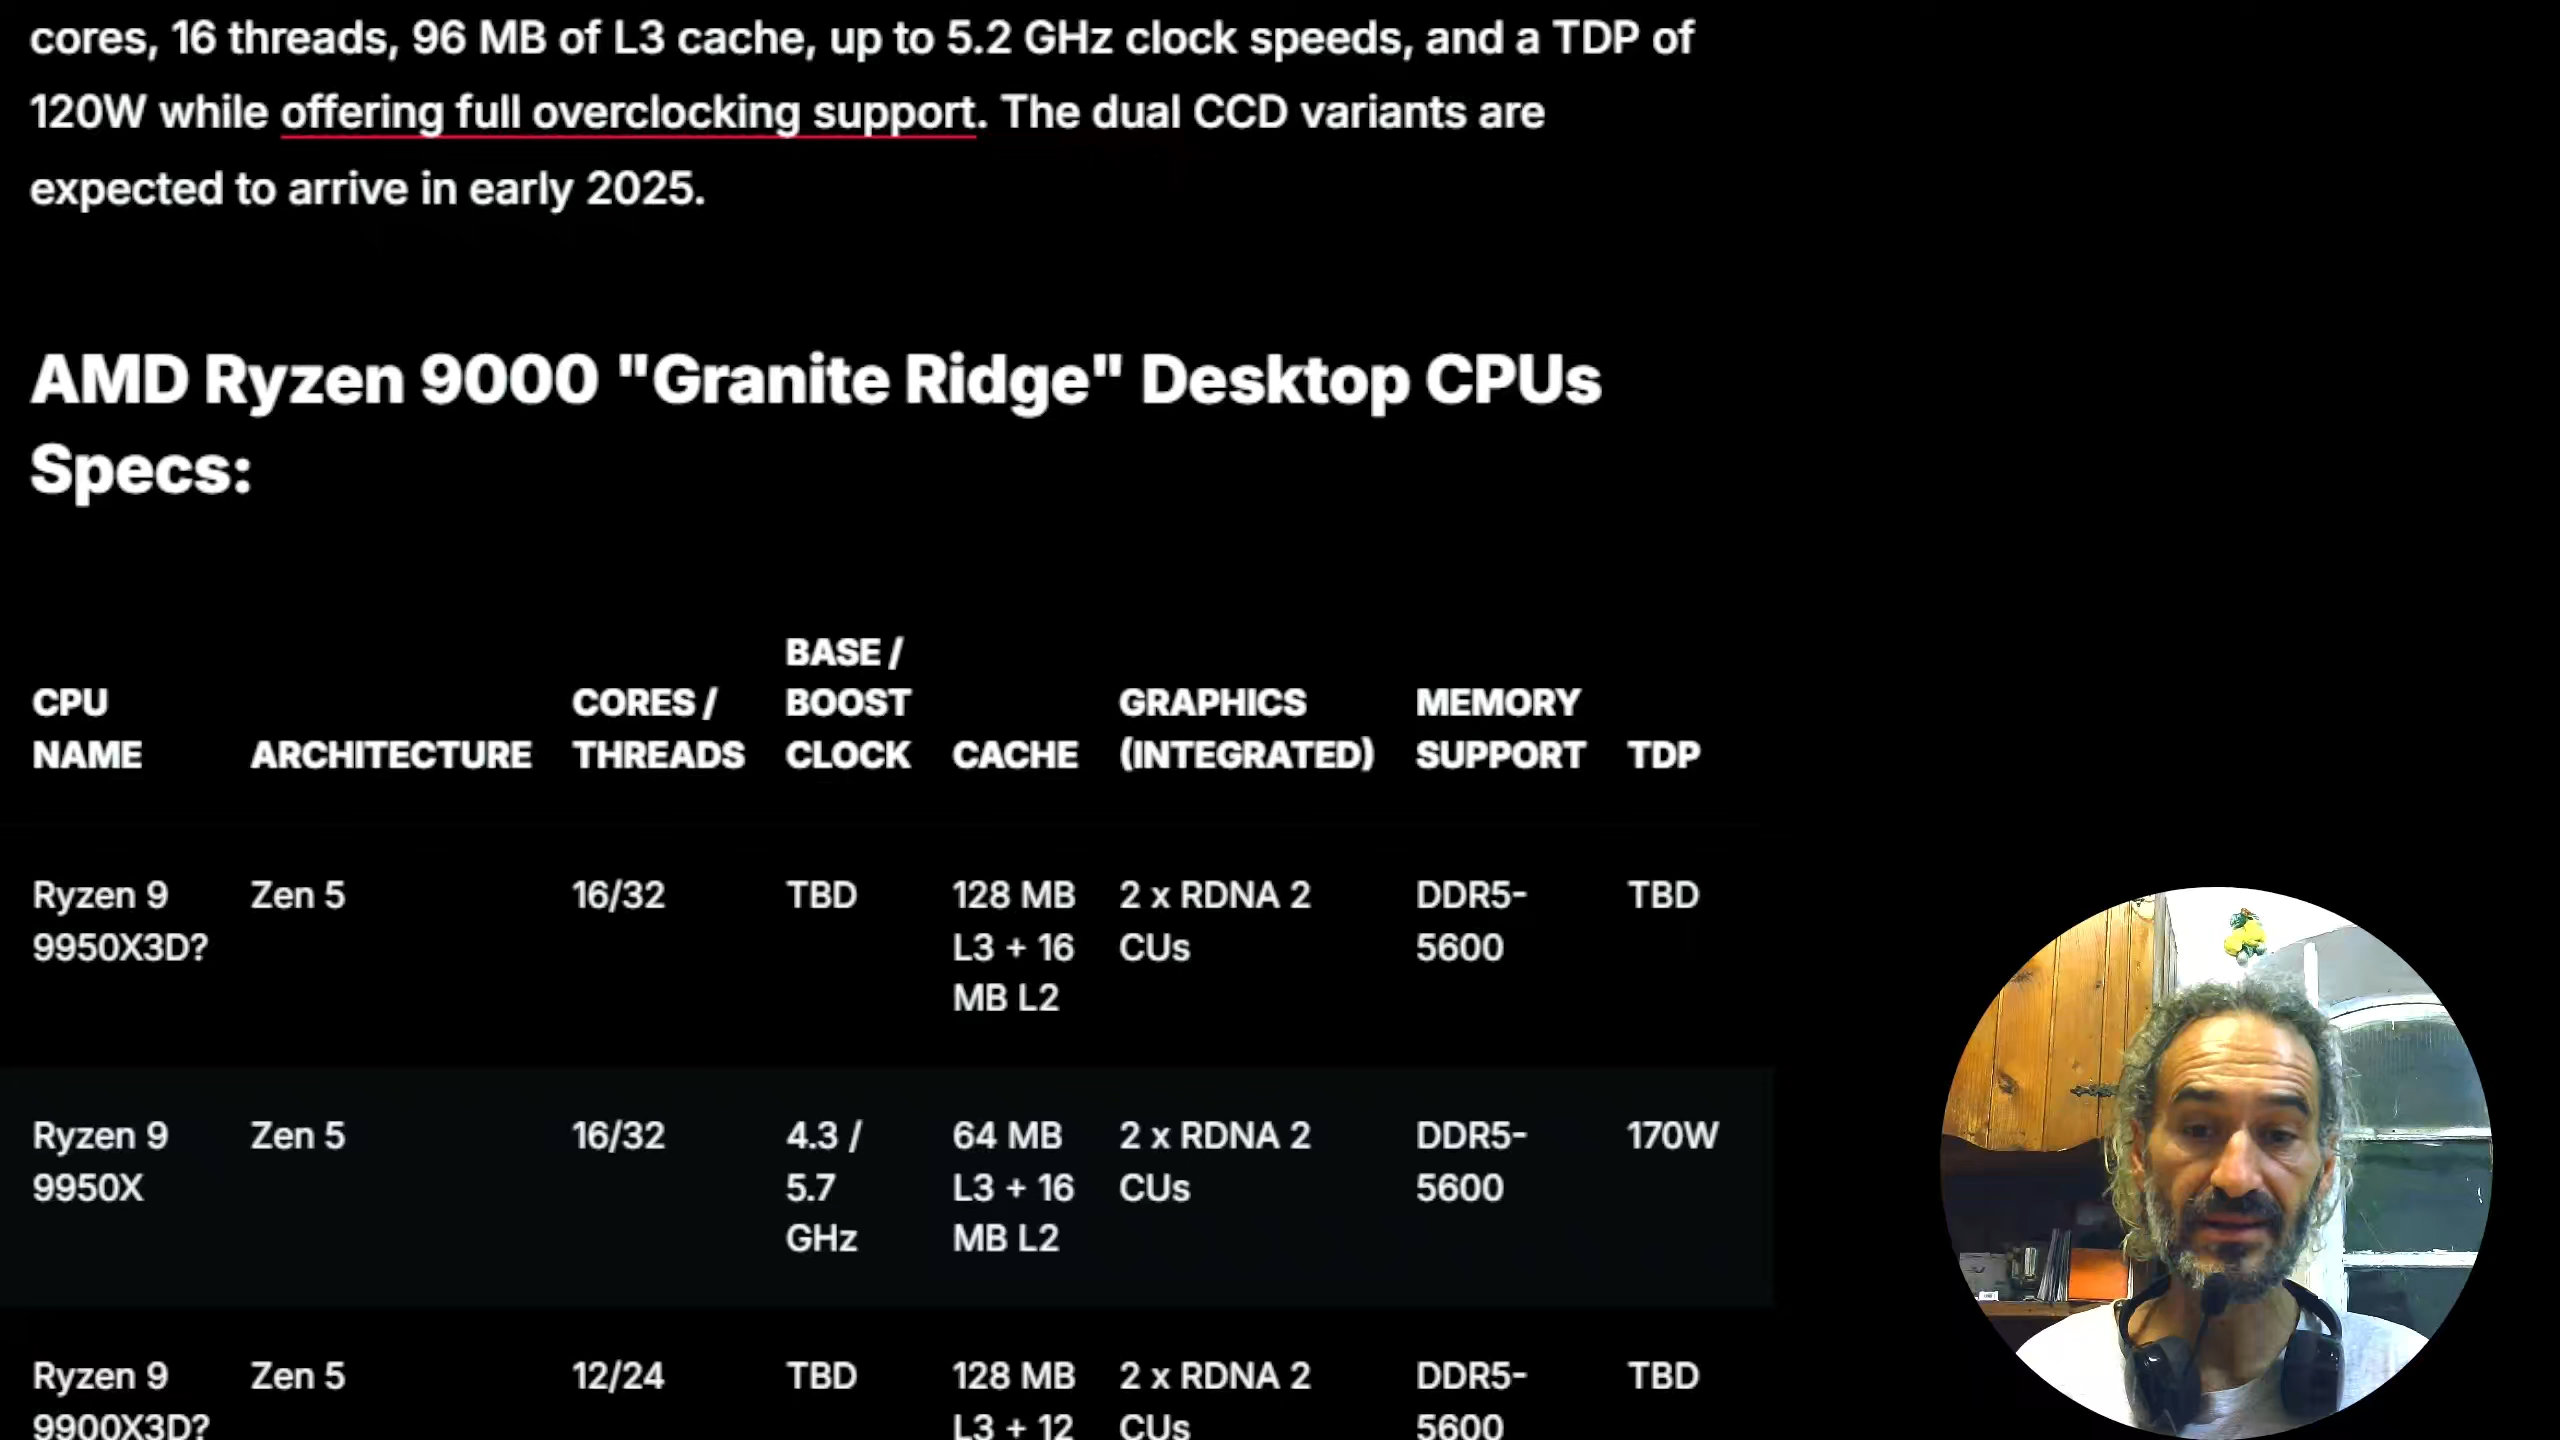 cores, 16 threads, 96 MB of L3 cache, up to 5.2 GHz clock speeds, and a TDP of
120W while offering full overclocking support. The dual CCD variants are
expected to arrive in early 2025.
AMD Ryzen 9000 "Granite Ridge" Desktop CPUs
Specs:
CPU NAME ARCHITECTURE CORES / THREADS BASE / BOOST CLOCK CACHE GRAPHICS (INTEGRATED) MEMORY SUPPORT TDP
Ryzen 9 Zen 5 16/32 TBD 128 MB 2 x RDNA 2 DDR5- TBD
9950X3D? L3 + 16 CUs 5600
MB L2
Ryzen 9 Zen 5 16/32 4.3 / 64 MB 2 x RDNA 2 DDR5- 170W
9950X 5.7 L3 + 16 CUs 5600
GHz MB L2
Ryzen 9 Zen 5 12/24 TBD 128 MB 2 x RDNA 2 DDR5- TBD
9900X3D? L3 + 12 CUs 5600